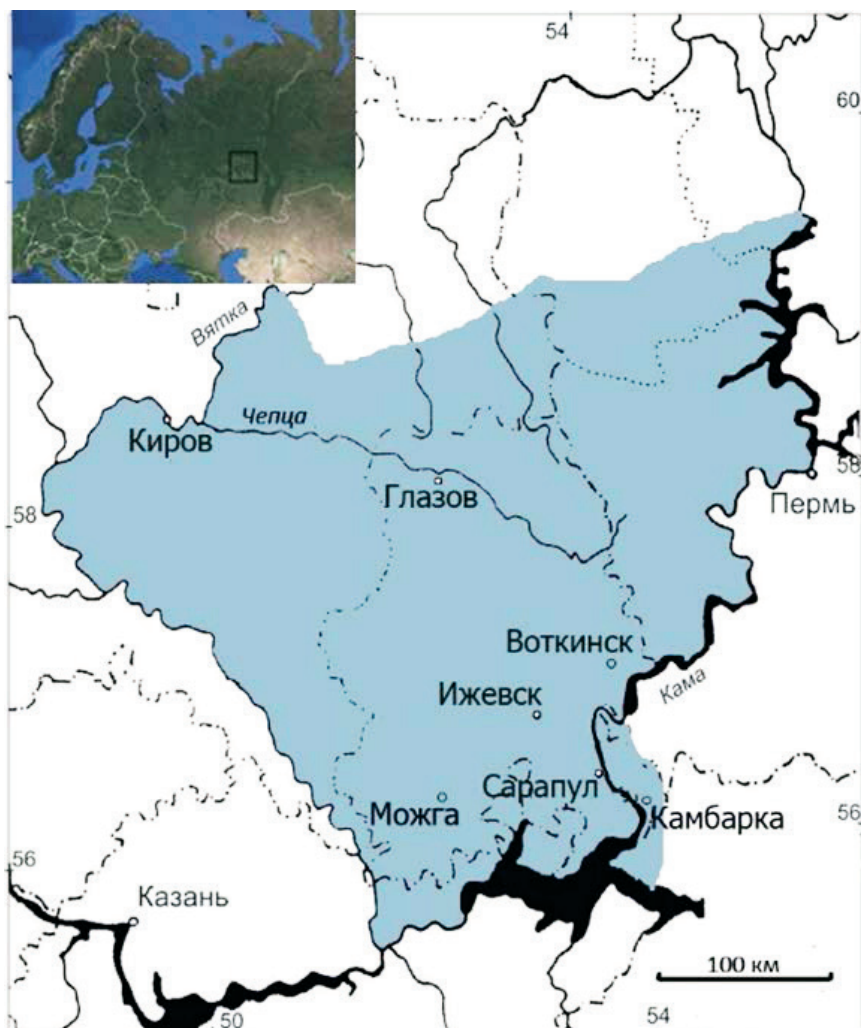 54
60
Вятка
Чепца
Киров
58
Глазов
Пермь
58
Воткинск
Кама
Ижевск
Сарапул
Можга
Камбарка
56
56
Казань
100 км
50
54